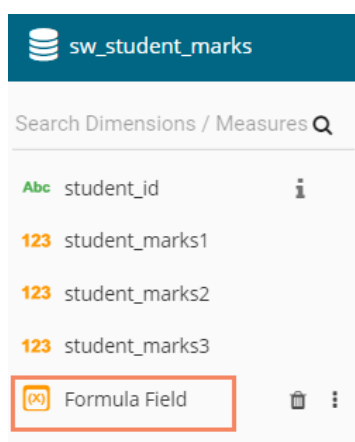 sw_student_marks
Search Dimensions / Measures
Abc student_id i
123 student_marks1
123 student_marks2
123 student_marks3
(x) Formula Field